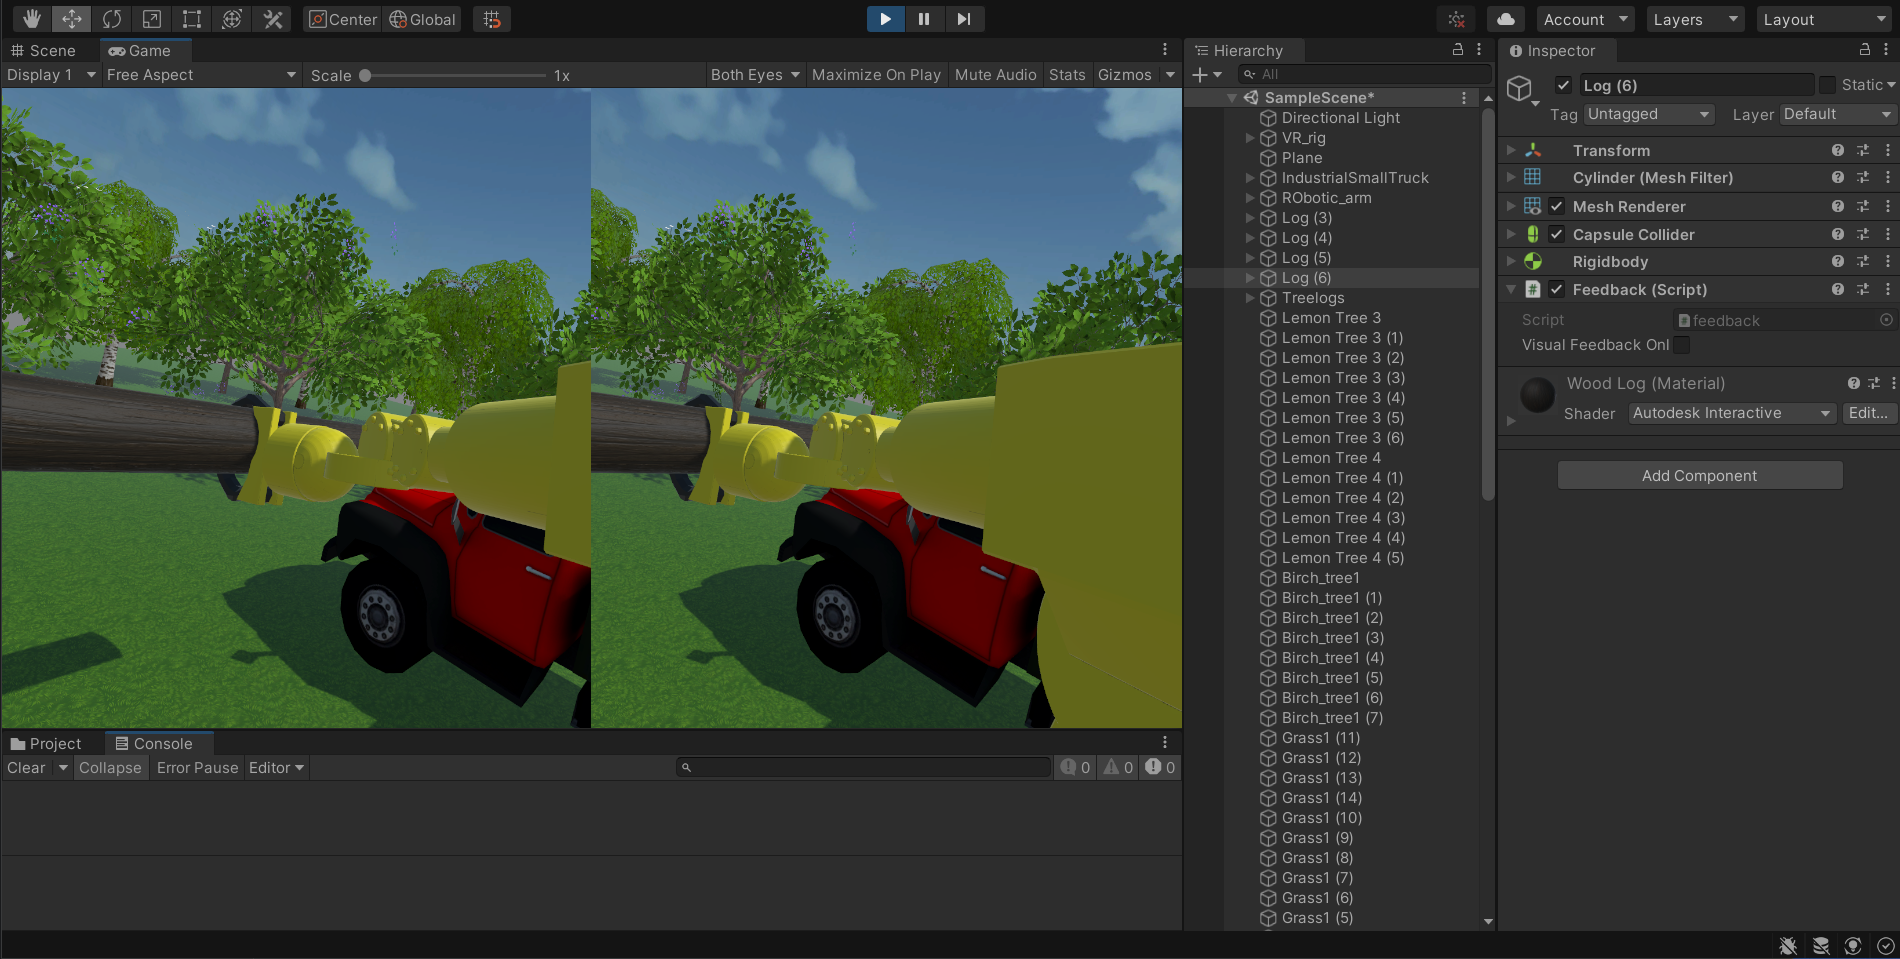 Center Global
Account Layers Layout
Scene Game
Display 1 Free Aspect Scale 1x Both Eyes Maximize On Play Mute Audio Stats Gizmos
Hierarchy
All
SampleScene*
Directional Light
VR_rig
Plane
IndustrialSmallTruck
RObotic_arm
Log (3)
Log (4)
Log (5)
Log (6)
Treelogs
Lemon Tree 3
Lemon Tree 3 (1)
Lemon Tree 3 (2)
Lemon Tree 3 (3)
Lemon Tree 3 (4)
Lemon Tree 3 (5)
Lemon Tree 3 (6)
Lemon Tree 4
Lemon Tree 4 (1)
Lemon Tree 4 (2)
Lemon Tree 4 (3)
Lemon Tree 4 (4)
Lemon Tree 4 (5)
Birch_tree1
Birch_tree1 (1)
Birch_tree1 (2)
Birch_tree1 (3)
Birch_tree1 (4)
Birch_tree1 (5)
Birch_tree1 (6)
Birch_tree1 (7)
Grass1 (11)
Grass1 (12)
Grass1 (13)
Grass1 (14)
Grass1 (10)
Grass1 (9)
Grass1 (8)
Grass1 (7)
Grass1 (6)
Grass1 (5)
Inspector
Log (6) Static
Tag Untagged Layer Default
Transform
Cylinder (Mesh Filter)
Mesh Renderer
Capsule Collider
Rigidbody
# Feedback (Script)
Script feedback
Visual Feedback Onl
Wood Log (Material)
Shader Autodesk Interactive Edit...
Add Component
Project Console
Clear Collapse Error Pause Editor 0 0 0